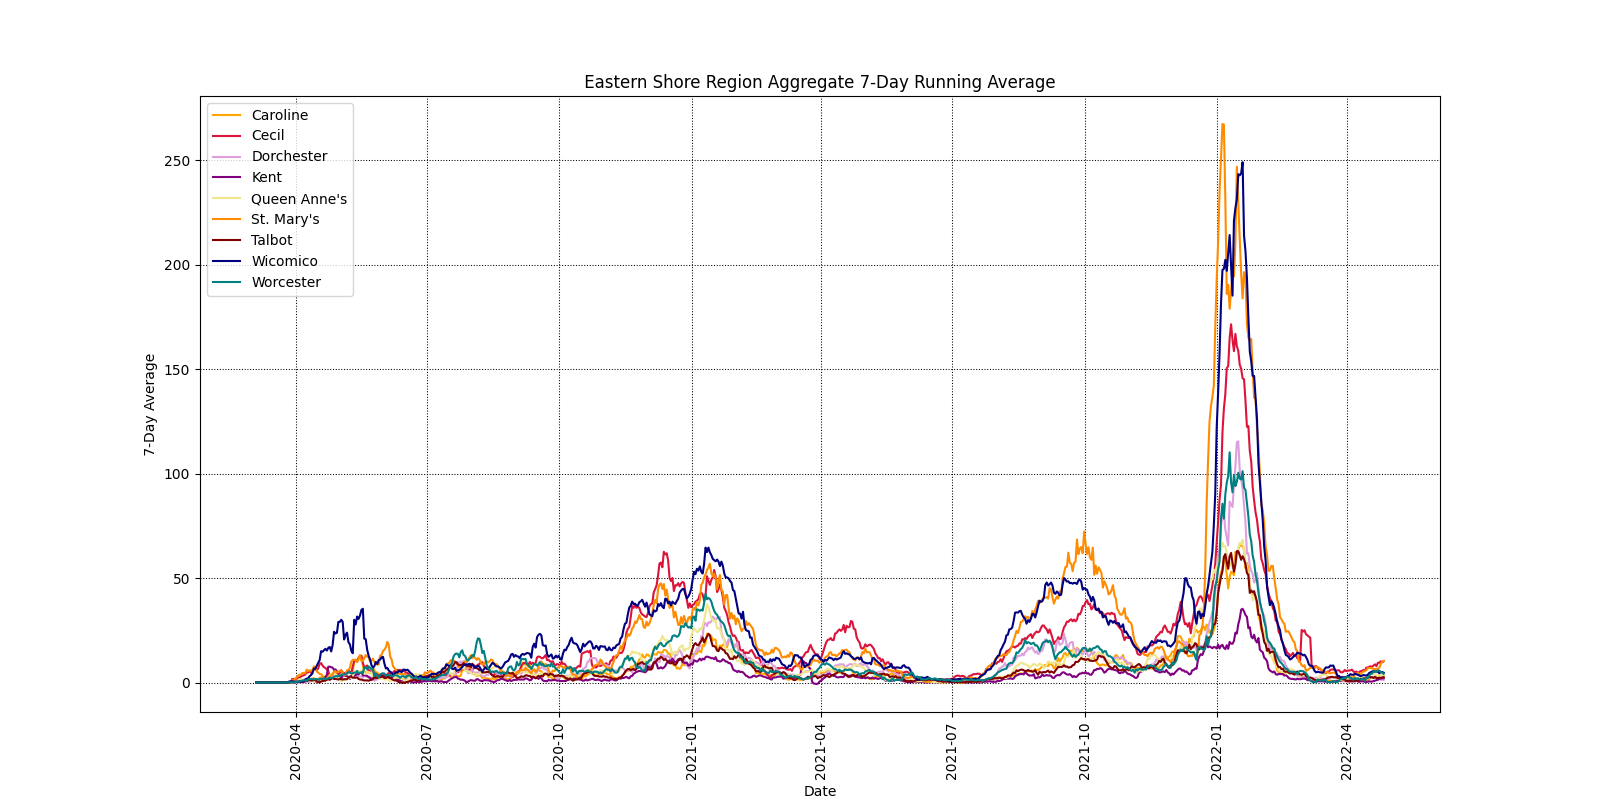 Eastern Shore Region Aggregate 7-Day Running Average
Caroline
Cecil
Dorchester
Kent
Queen Anne's
St. Mary's
Talbot
Wicomico
Worcester
7-Day Average
250
200
150
100
50
0
2020-04
2020-07
2020-10
2021-01
2021-04
2021-07
2021-10
2022-01
2022-04
Date